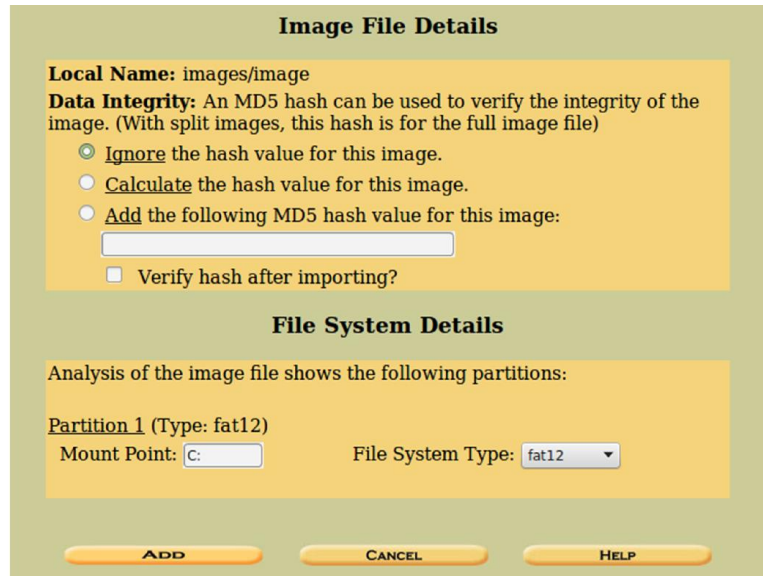 Image File Details
Local Name: images/image
Data Integrity: An MD5 hash can be used to verify the integrity of the
image. (With split images, this hash is for the full image file)
Ignore the hash value for this image.
Calculate the hash value for this image.
Add the following MD5 hash value for this image:
Verify hash after importing?
File System Details
Analysis of the image file shows the following partitions:
Partition 1 (Type: fat12)
Mount Point: C: File System Type: fat12
ADD CANCEL HELP